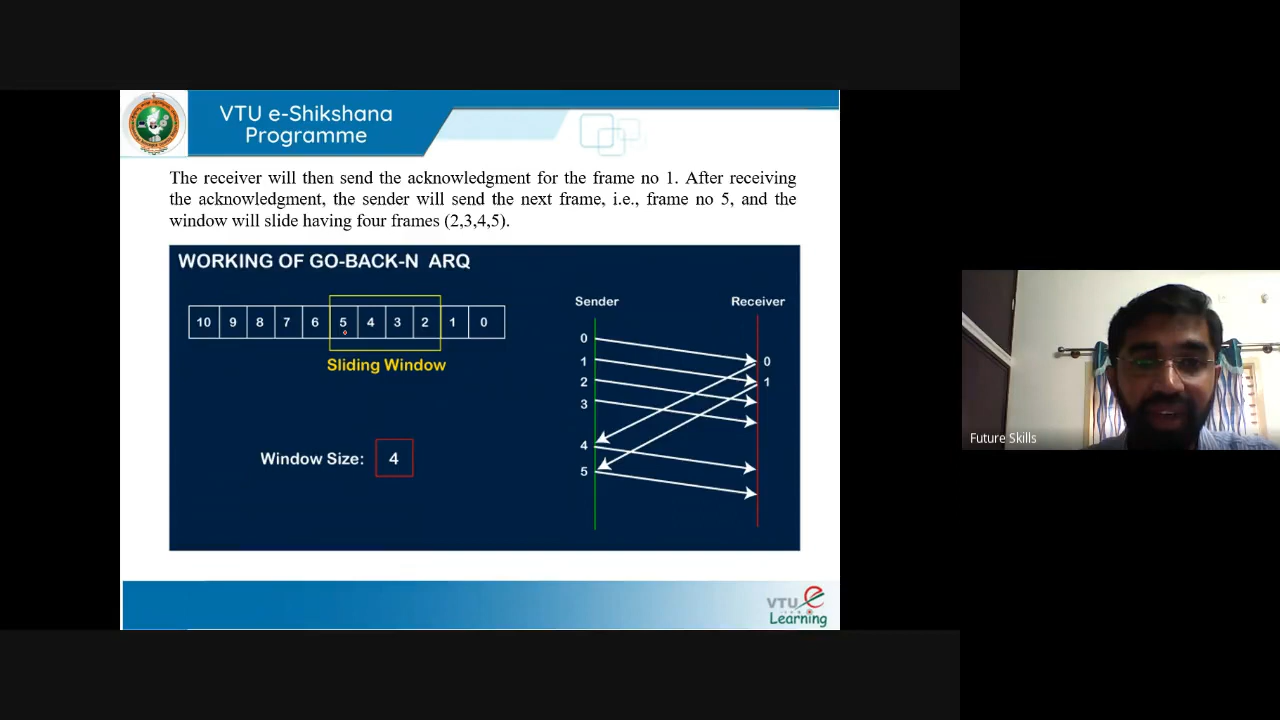 VTU e-Shikshana
Programme
The receiver will then send the acknowledgment for the frame no 1. After receiving
the acknowledgment, the sender will send the next frame, i.e., frame no 5, and the
window will slide having four frames (2,3,4,5).
WORKING OF GO-BACK-N ARQ
10 9 8 7 6 5 4 3 2 1 0
Sliding Window
Window Size: 4
Sender Receiver
0
1 0
2 1
3
4
5
Future Skills
VTU e
Learning